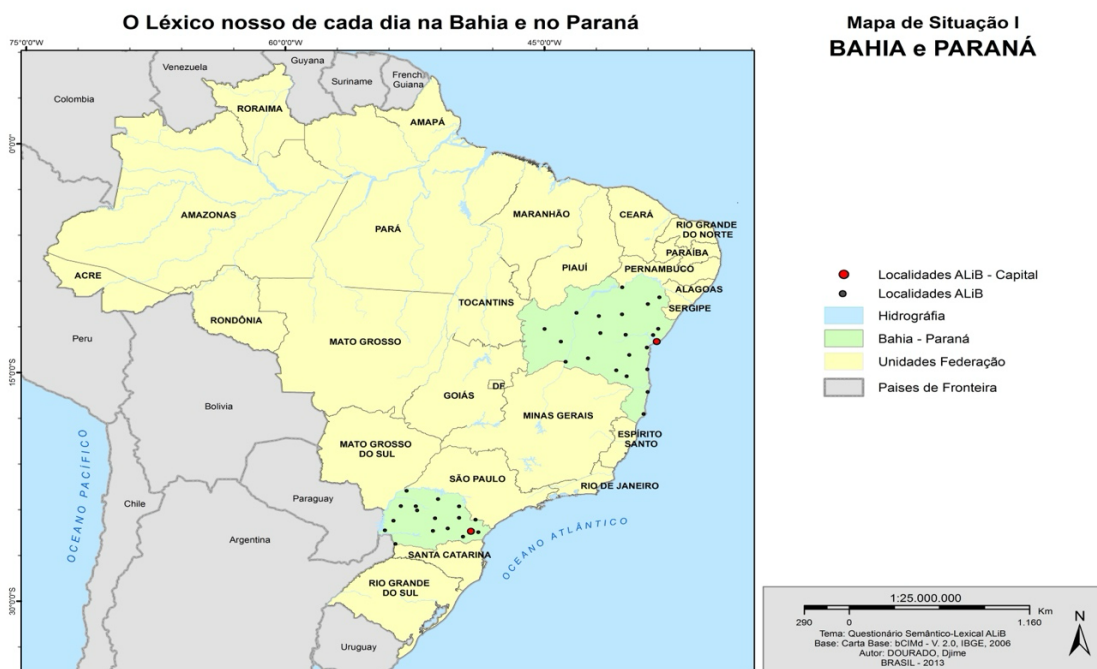 O Léxico nosso de cada dia na Bahia e no Paraná
Mapa de Situação I
BAHIA e PARANÁ
75°0'0"W
60°0'0"W
45°0'0"W
0°0'0"
15°0'0"S
30°0'0"S
Venezuela
Guyana
Suriname
French
Guiana
Colombia
RORAIMA
AMAPÁ
AMAZONAS
PARÁ
MARANHÃO
CEARÁ
RIO GRANDE
DO NORTE
PARAÍBA
PIAUÍ
PERNAMBUCO
ACRE
ALAGOAS
TOCANTINS
SERGIPE
RONDÔNIA
Peru
MATO GROSSO
DF
GOIÁS
Bolivia
MINAS GERAIS
ESPÍRITO
SANTO
MATO GROSSO
DO SUL
SÃO PAULO
RIO DE JANEIRO
Paraguay
Chile
OCEANO PACÍFICO
OCEANO ATLÂNTICO
Argentina
SANTA CATARINA
RIO GRANDE
DO SUL
Uruguay
Localidades ALiB - Capital
Localidades ALiB
Hidrográfia
Bahia - Paraná
Unidades Federação
Paises de Fronteira
1:25.000.000
Km
290 0 1.160
N
Tema: Questionário Semântico-Lexical ALiB
Base: Carta Base: bCIMd - V. 2.0, IBGE, 2006
Autor: DOURADO, Djime
BRASIL - 2013